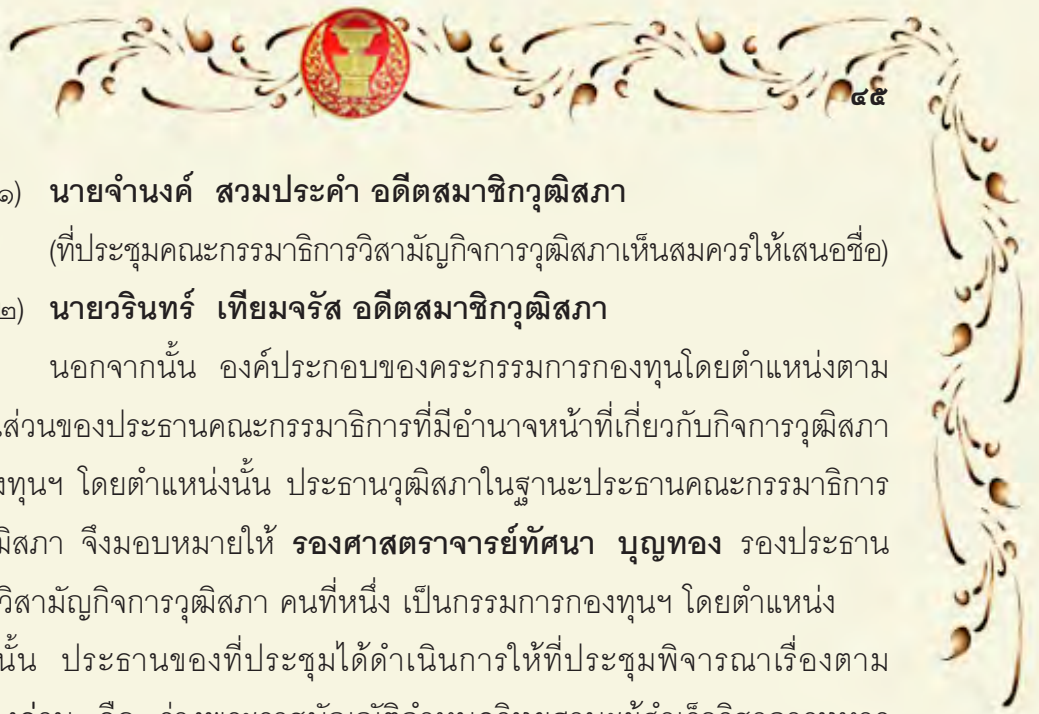 ๔๕
๑) นายจำนงค์ สวมประคำ อดีตสมาชิกวุฒิสภา
(ที่ประชุมคณะกรรมาธิการวิสามัญกิจการวุฒิสภาเห็นสมควรให้เสนอชื่อ)
๒) นายวรินทร์ เทียมจรัส อดีตสมาชิกวุฒิสภา
นอกจากนั้น องค์ประกอบของคระกรรมการกองทุนโดยตำแหน่งตาม
ส่วนของประธานคณะกรรมาธิการที่มีอำนาจหน้าที่เกี่ยวกับกิจการวุฒิสภา
งทุนฯ โดยตำแหน่งนั้น ประธานวุฒิสภาในฐานะประธานคณะกรรมาธิการ
มิสภา จึงมอบหมายให้ รองศาสตราจารย์ทัศนา บุญทอง รองประธาน
วิสามัญกิจการวุฒิสภา คนที่หนึ่ง เป็นกรรมการกองทุนฯ โดยตำแหน่ง
นั้น ประธานของที่ประชุมได้ดำเนินการให้ที่ประชุมพิจารณาเรื่องตาม